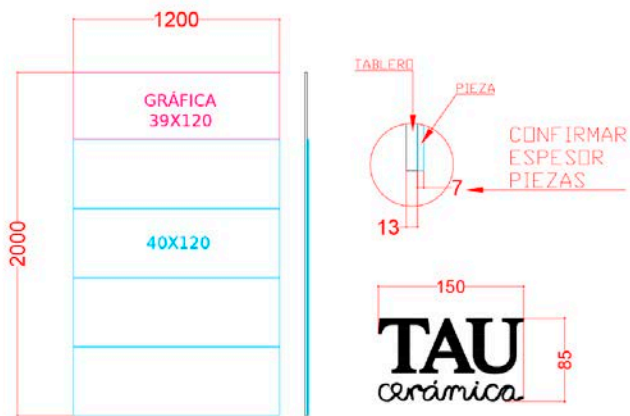 1200
2000
GRÁFICA
39X120
40X120
TABLERO
PIEZA
CONFIRMAR
ESPESOR
PIEZAS
7
13
150
85
TAU
cerámica